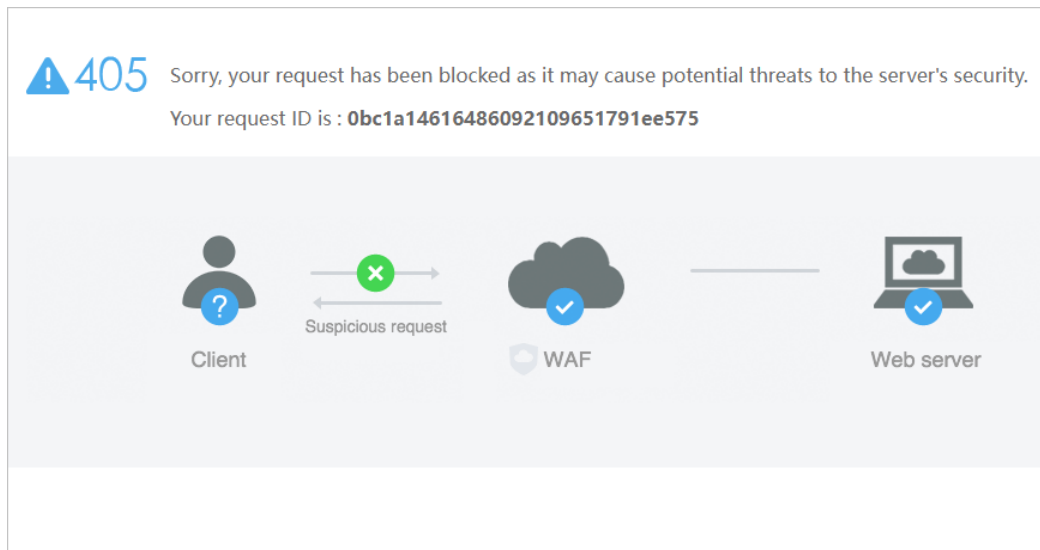 405
Sorry, your request has been blocked as it may cause potential threats to the server's security.
Your request ID is : 0bc1a14616486092109651791ee575
Suspicious request
Client
WAF
Web server